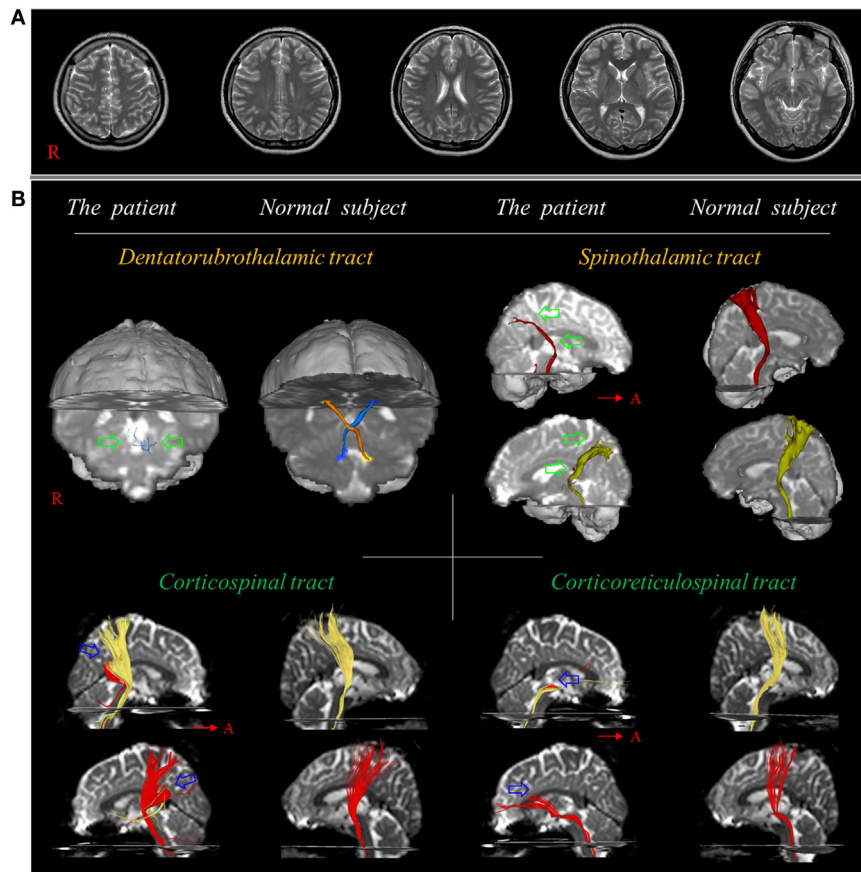 A
R
B
The patient Normal subject The patient Normal subject
Dentatorubrothalamic tract Spinothalamic tract
A
R
Corticospinal tract Corticoreticulospinal tract
A
A